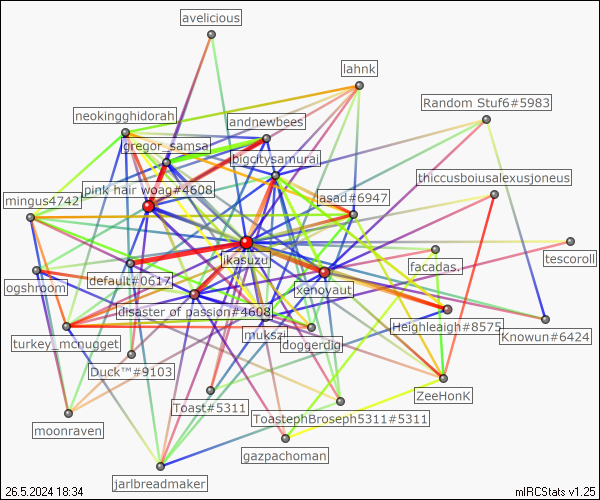 avelicious
lahnk
Random Stuf6#5983
neokingghidorah
andnewbees
gregor_samsa
bigcitysamurai
thiccusboiusalexusjoneus
pink hair woag#4608
asad#6947
mingus4742
ikasuzu
facadas.
tescoroll
default#0617
ogshroom
xenovaut
disaster of passion#4608
Heighleaigh#8575
mukszi
doggerdig
Knowun#6424
turkey_mcnugget
Duck™#9103
ZeeHonK
Toast#5311
ToastephBroseph5311#5311
moonraven
gazpachoman
jarlbreadmaker
26.5.2024 18:34
mIRCStats v1.25